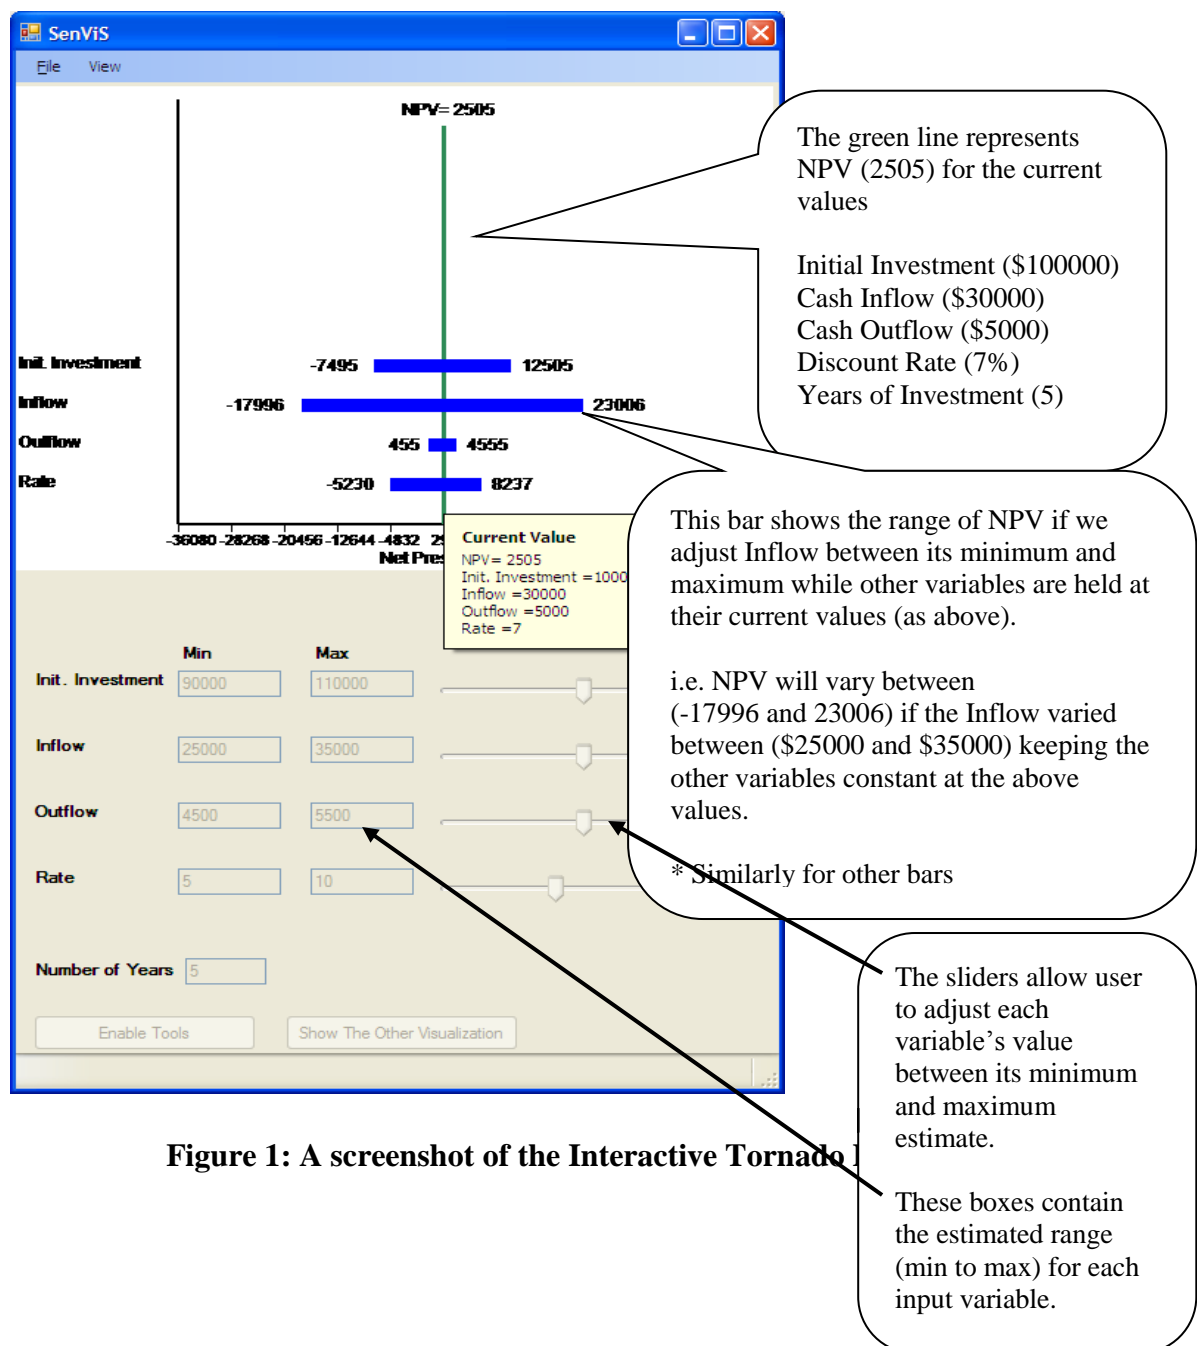 SenViS
File View
NPV= 2505
Init. Investment
-7495
12505
Inflow
-17996
23006
Outflow
455
4555
Rate
-5230
8237
-36080 -28268 -20456 -12644 -4832
Net
Current Value
NPV= 2505
Init. Investment =1000
Inflow =30000
Outflow =5000
Rate =7
Min Max
Init. Investment 90000 110000
Inflow 25000 35000
Outflow 4500 5500
Rate 5 10
Number of Years 5
Enable Tools
Show The Other Visualization
The green line represents
NPV (2505) for the current
values
Initial Investment ($100000)
Cash Inflow ($30000)
Cash Outflow ($5000)
Discount Rate (7%)
Years of Investment (5)
This bar shows the range of NPV if we
adjust Inflow between its minimum and
maximum while other variables are held at
their current values (as above).
i.e. NPV will vary between
(-17996 and 23006) if the Inflow varied
between ($25000 and $35000) keeping the
other variables constant at the above
values.
* Similarly for other bars
The sliders allow user
to adjust each
variable’s value
between its minimum
and maximum
estimate.
These boxes contain
the estimated range
(min to max) for each
input variable.
Figure 1: A screenshot of the Interactive Tornado